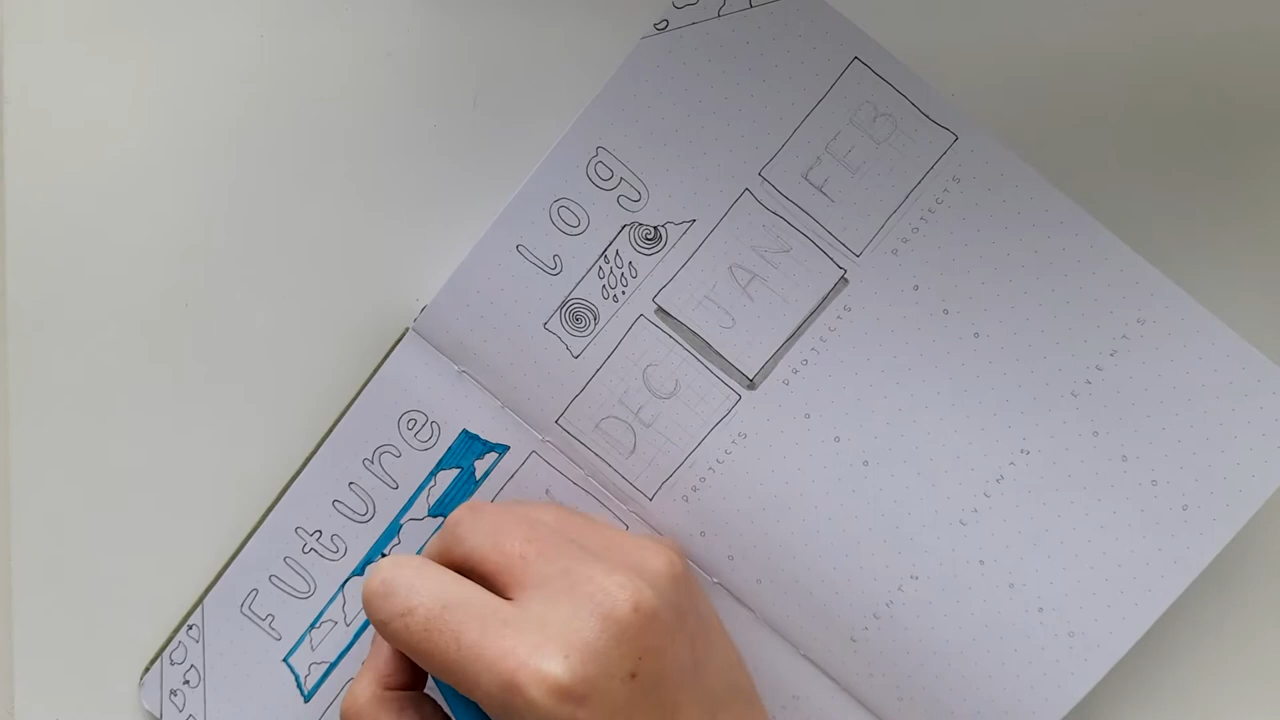 Future
log
DEC
JAN
FEB
PROJECTS
PROJECTS
PROJECTS
EVENTS
EVENTS
EVENTS